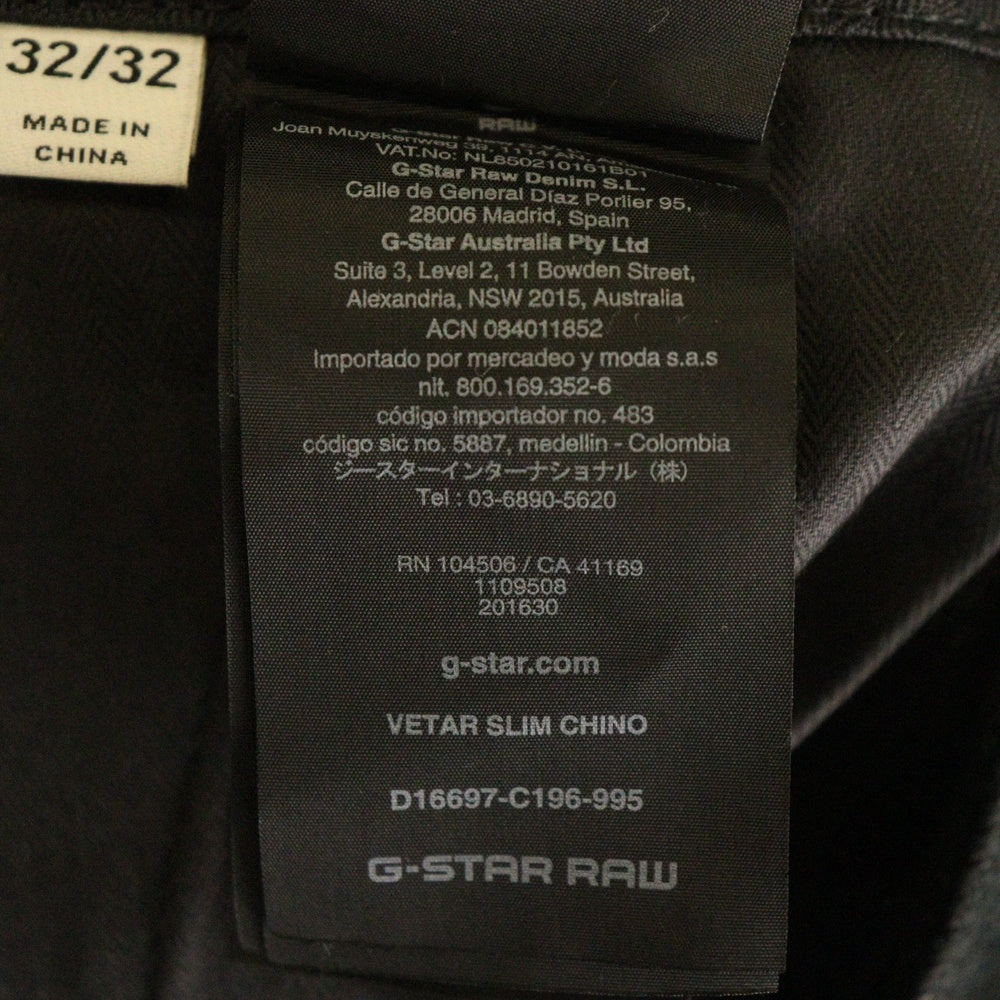 32/32
MADE IN
CHINA
RAW
Joan Muyskenweg 39, 1114
VAT.No: NL850210161B01
G-Star Raw Denim S.L.
Calle de General Díaz Porlier 95,
28006 Madrid, Spain
G-Star Australia Pty Ltd
Suite 3, Level 2, 11 Bowden Street,
Alexandria, NSW 2015, Australia
ACN 084011852
Importado por mercadeo y moda s.a.s
nit. 800.169.352-6
código importador no. 483
código sic no. 5887, medellin - Colombia
ジースターインターナショナル（株）
Tel : 03-6890-5620
RN 104506 / CA 41169
1109508
201630
g-star.com
VETAR SLIM CHINO
D16697-C196-995
G-STAR RAW